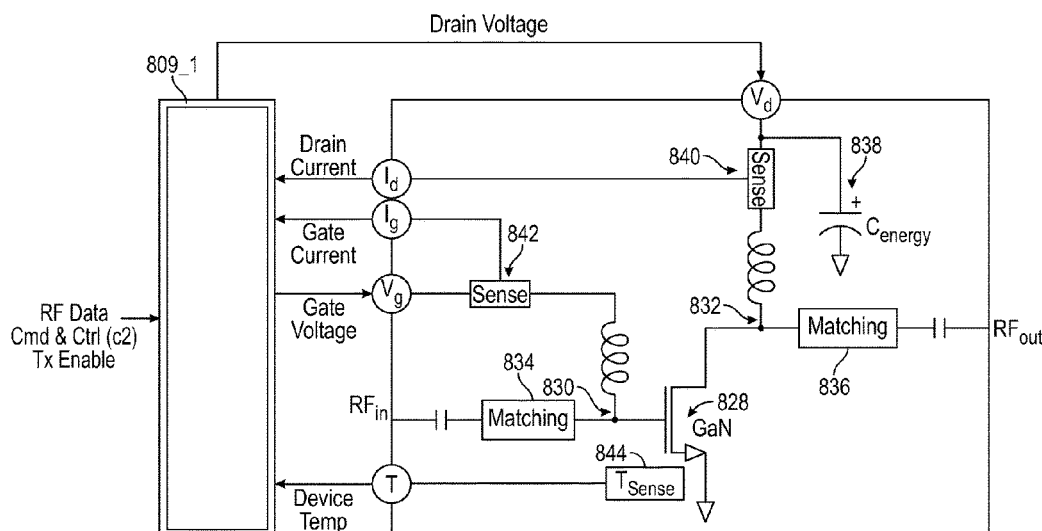 Drain Voltage
809_1
Vd
Drain
Current
Id
840
Sense
838
+
Cenergy
Ig
Gate
Current
842
Sense
Vg
Gate
Voltage
RF Data
Cmd & Ctrl (c2)
Tx Enable
832
Matching
836
RFout
834
830
RFin
Matching
828
GaN
844
TSense
T
Device
Temp